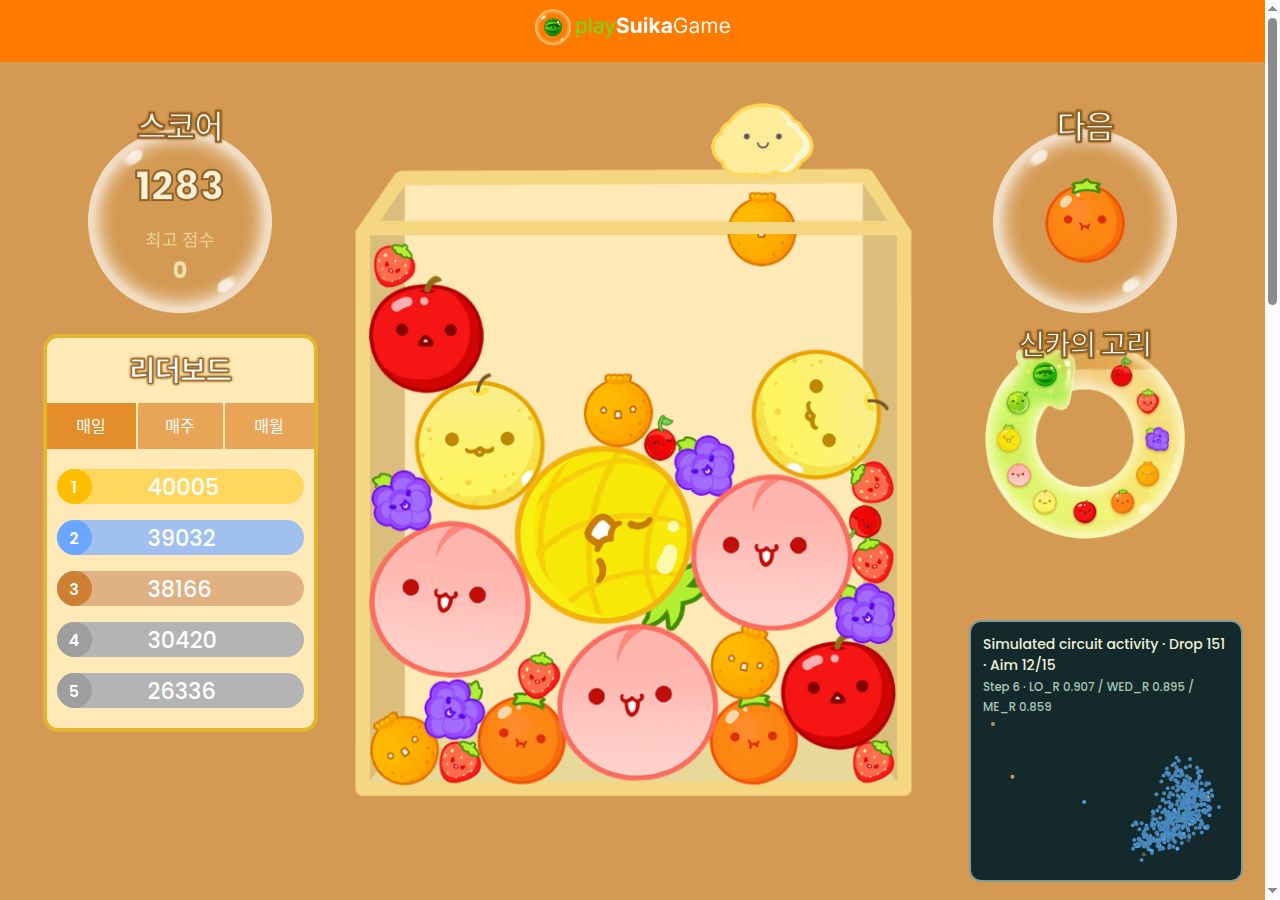 playSuikaGame
스코어
1283
최고 점수
0
다음
신카의 고리
리더보드
매일 매주 매월
1 40005
2 39032
3 38166
4 30420
5 26336
Simulated circuit activity · Drop 151
· Aim 12/15
Step 6 · LO_R 0.907 / WED_R 0.895 /
ME_R 0.859